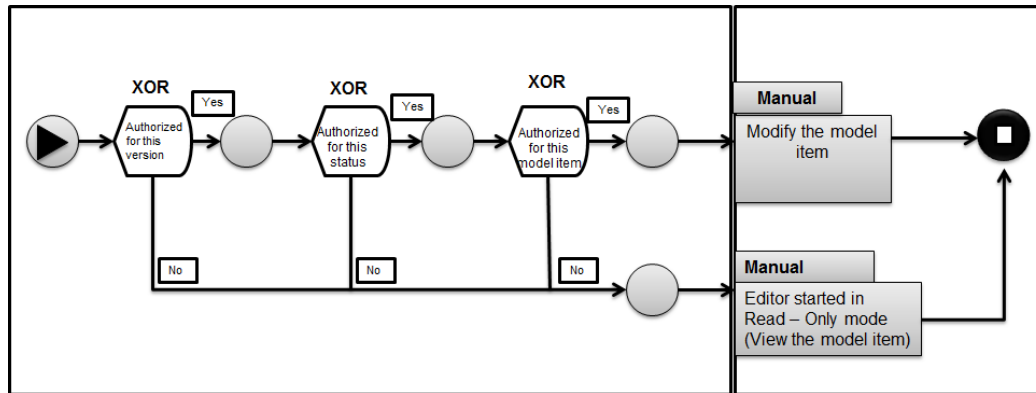 XOR
Yes
Authorized
for this
version
XOR
Yes
Authorized
for this
status
XOR
Yes
Authorized
for this
model item
No
No
No
Manual
Modify the model
item
Manual
Editor started in
Read – Only mode
(View the model item)